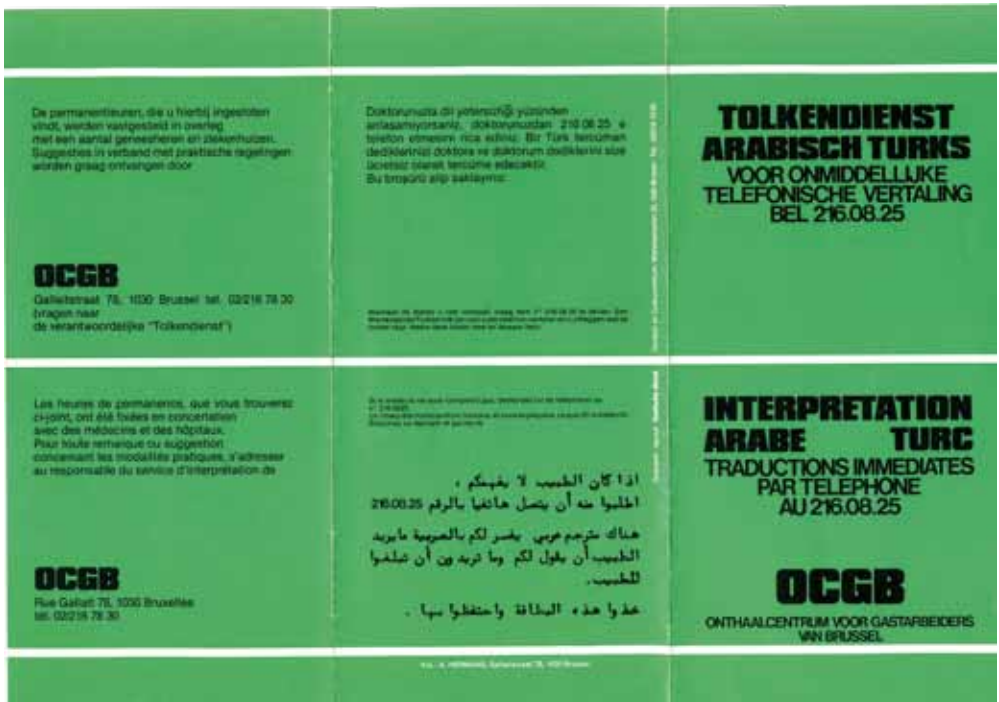 De permanentieuren, die u hierbij ingesloten
vindt, werden vastgesteld in overleg
met een aantal geneesheren en ziekenhuizen.
Suggesties in verband met praktische regelingen
worden graag ontvangen door
OCGB
Gallaitstraat 78, 1030 Brussel tel. 02/216 78 30
(vragen naar
de verantwoordelijke "Tolkendienst")
Doktorunuzla dil yetersizliği yüzünden
anlaşamıyorsanız, doktorunuzdan 216 08 25 e
telefon etmesini rica ediniz. Bir Türk tercüman
dediklerinizi doktora ve doktorum dediklerini size
ücretsiz olarak tercüme edecektir.
Bu broşürü alıp saklayınız.
TOLKENDIENST
ARABISCH TURKS
VOOR ONMIDDELLIJKE
TELEFONISCHE VERTALING
BEL 216.08.25
Les heures de permanence, que vous trouverez
ci-joint, ont été fixées en concertation
avec des médecins et des hôpitaux.
Pour toute remarque ou suggestion
concernant les modalités pratiques, s'adresser
au responsable du service d'interprétation de
OCGB
Rue Gallait 78, 1030 Bruxelles
tél. 02/216 78 30
اذا كان الطبيب لا يفهمكم ،
اطلبوا منه أن يتصل هاتفيا بالرقم 216.08.25
هناك مترجم عربي يفسر لكم بالعربية مايريد
الطبيب أن يقول لكم وما تريدون أن تبلغوا
للطبيب.
خذوا هذه البطاقة واحتفظوا بها .
INTERPRETATION
ARABE TURC
TRADUCTIONS IMMEDIATES
PAR TELEPHONE
AU 216.08.25
OCGB
ONTHAALCENTRUM VOOR GASTARBEIDERS
VAN BRUSSEL